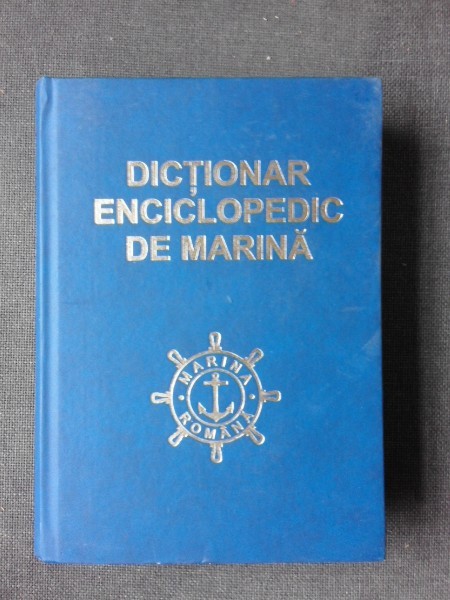 DICȚIONAR
ENCICLOPEDIC
DE MARINĂ
MARINA
ROMÂNĂ